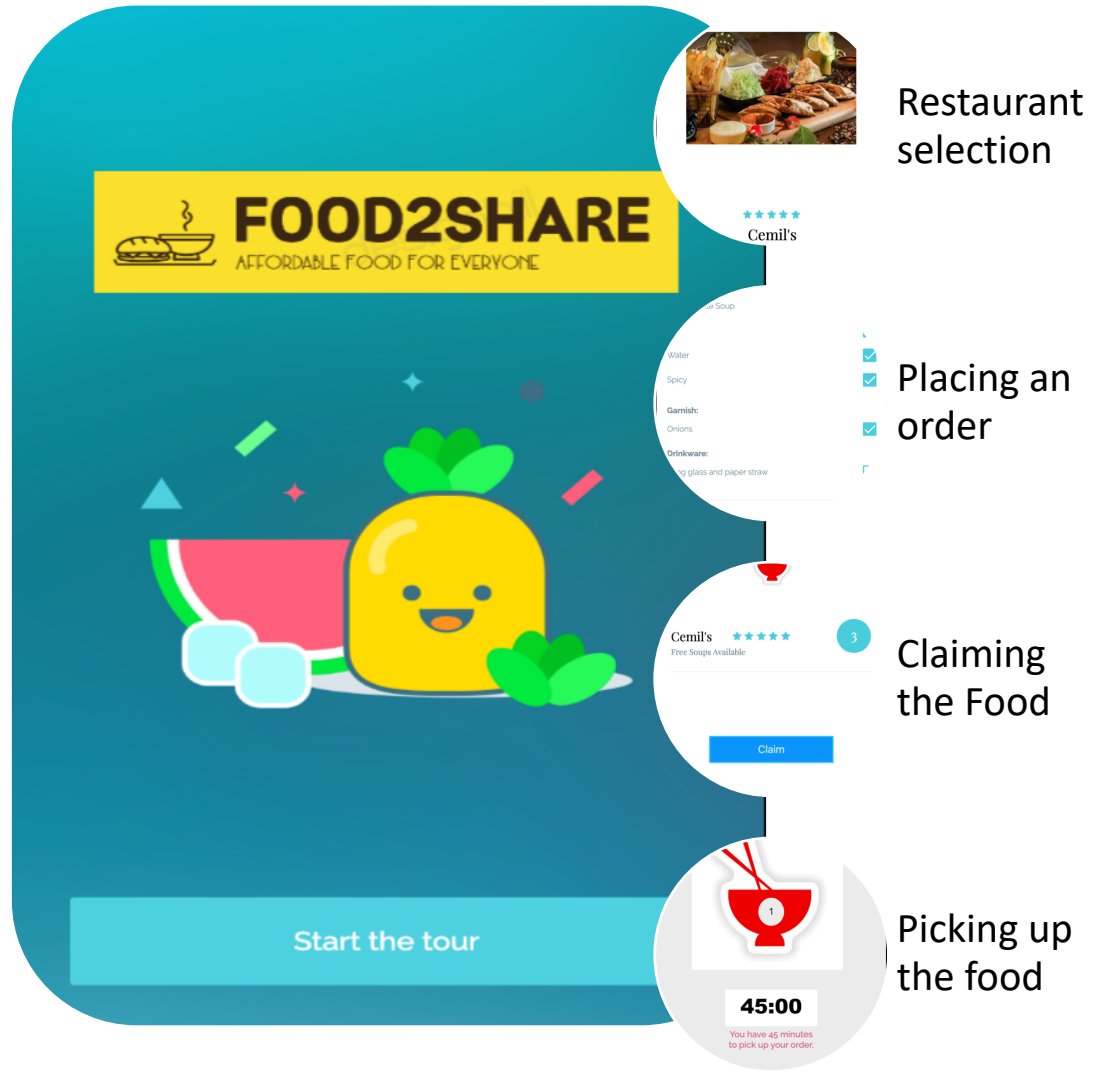 FOOD2SHARE
AFFORDABLE FOOD FOR EVERYONE
Start the tour
Cemil's
Restaurant
selection
Soup
Water
Spicy
Garnish:
Onions
Drinkware:
glass and paper straw
Placing an
order
Cemil's
3
Free Soups Available
Claim
Claiming
the Food
1
45:00
You have 45 minutes
to pick up your order.
Picking up
the food